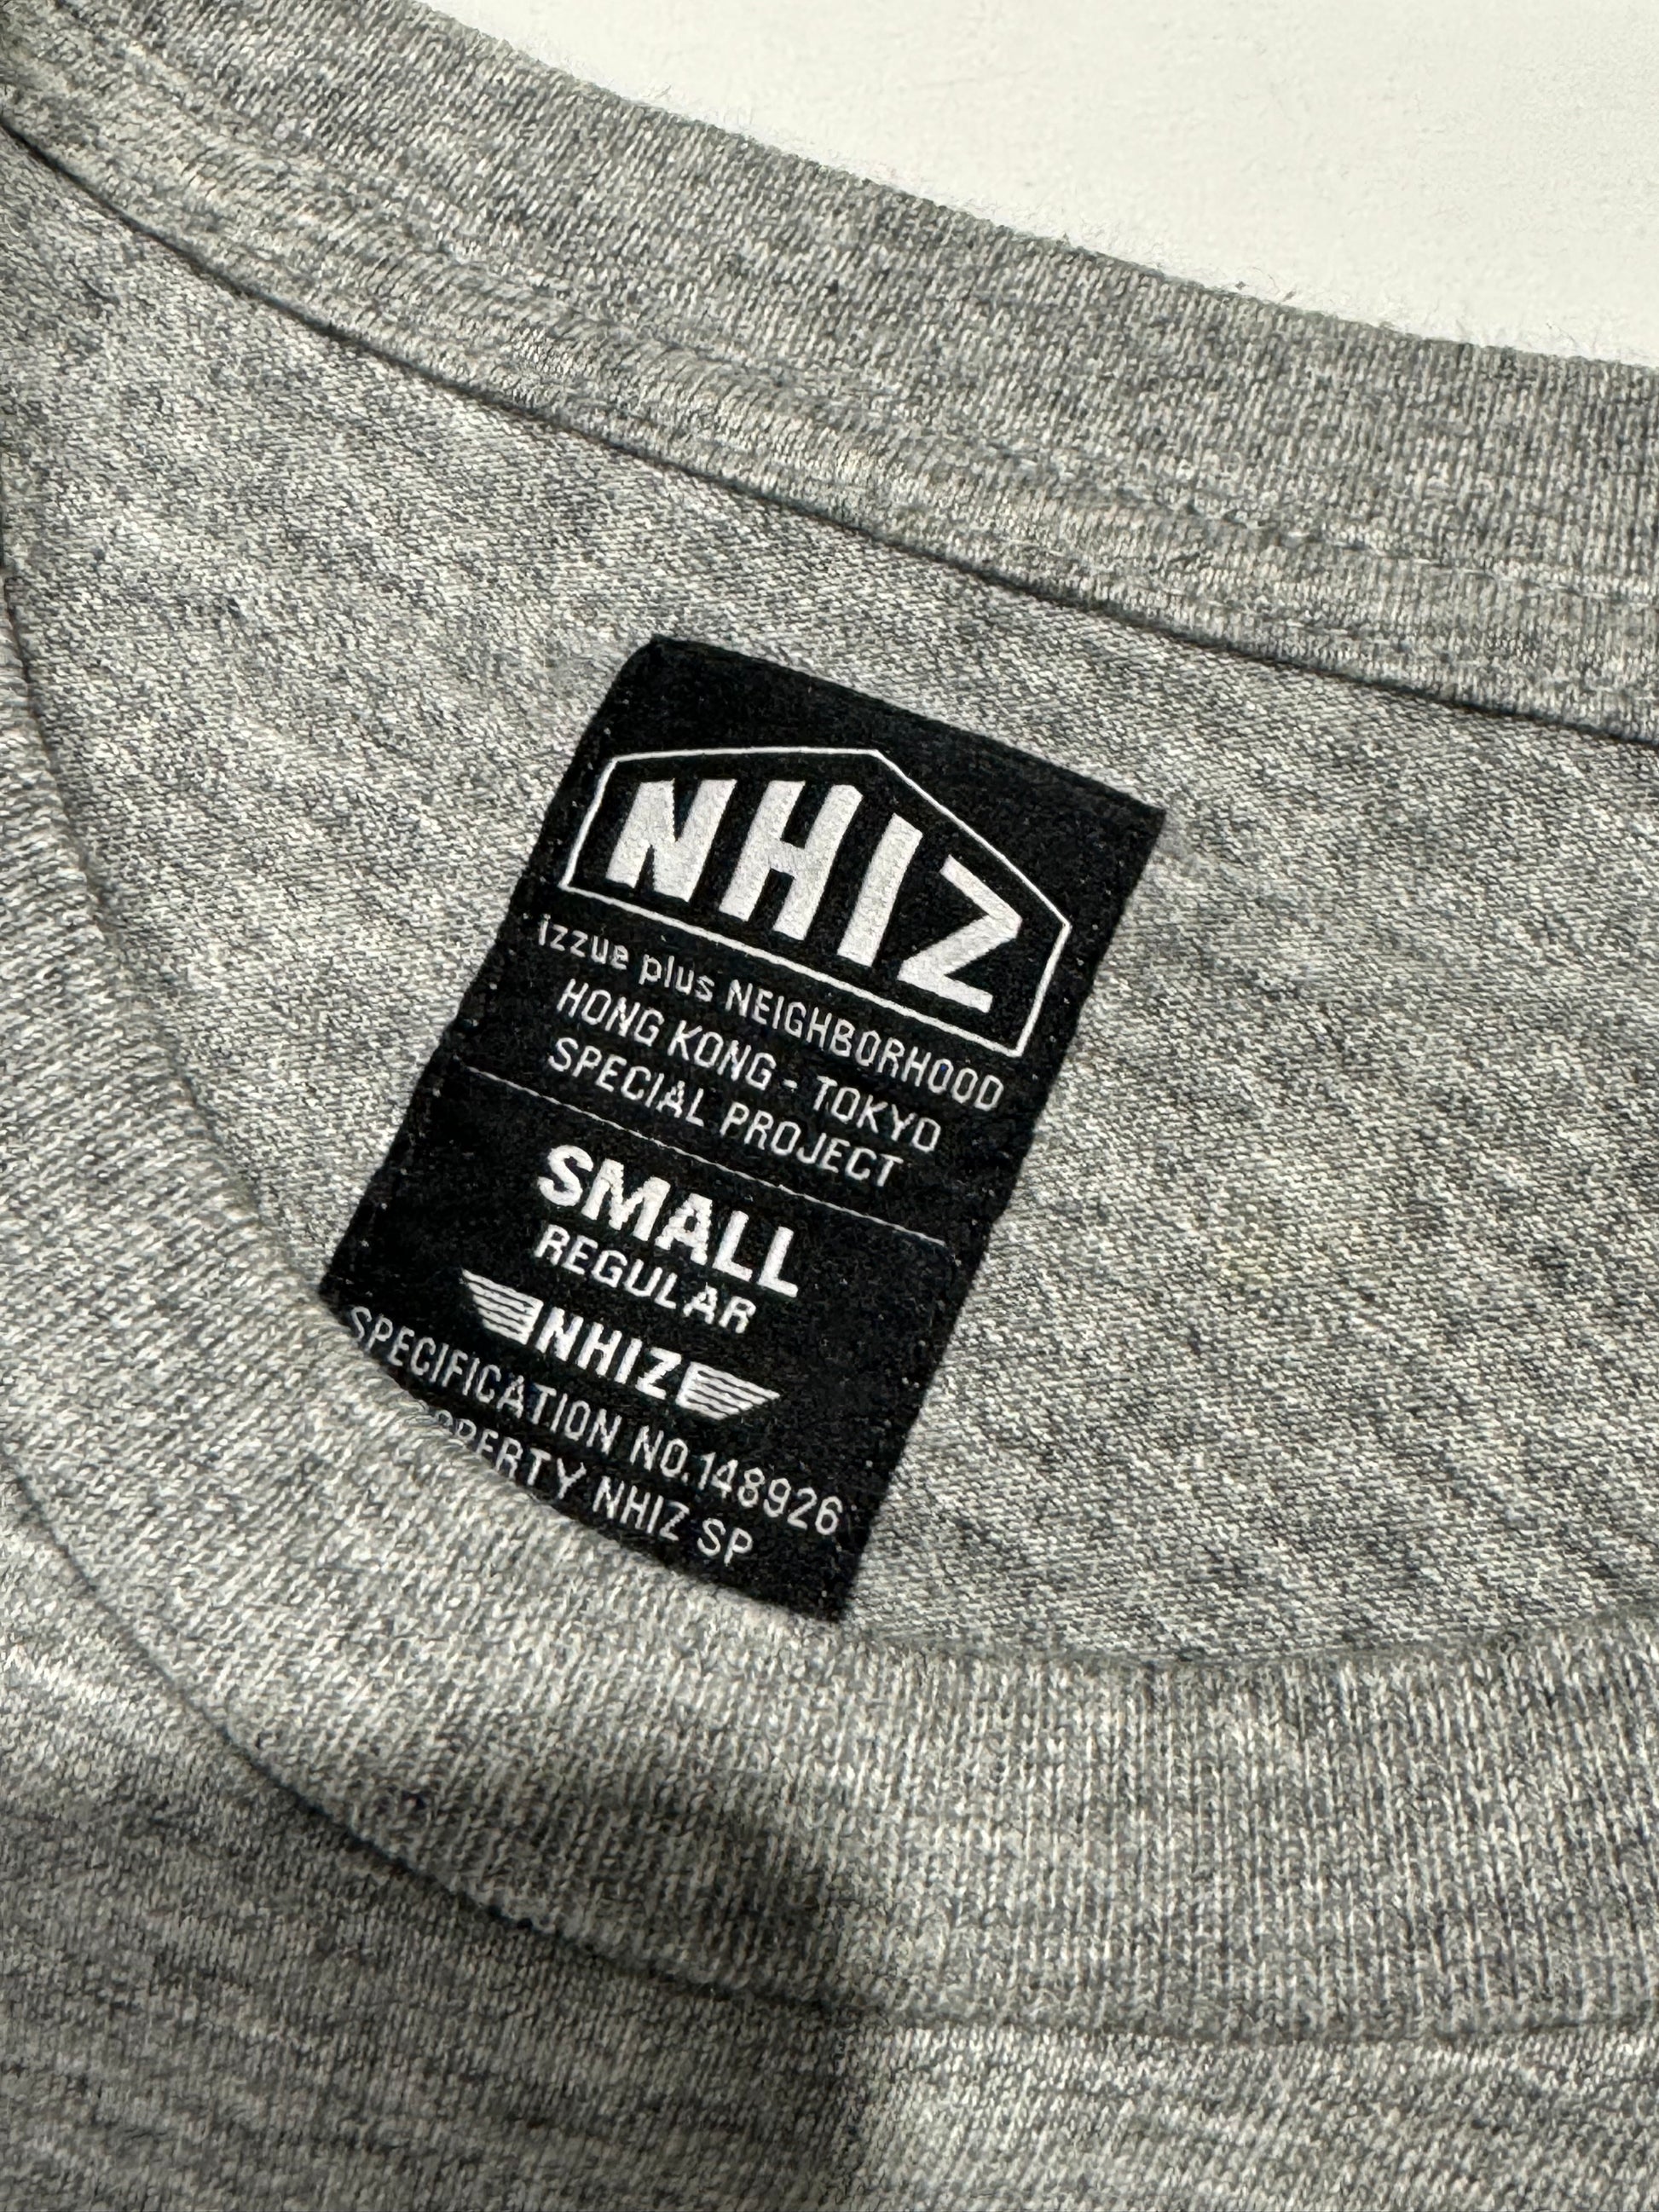 NHIZ
izzue plus NEIGHBORHOOD
HONG KONG - TOKYO
SPECIAL PROJECT
SMALL
REGULAR
NHIZ
SPECIFICATION NO.148926
NHIZ SP